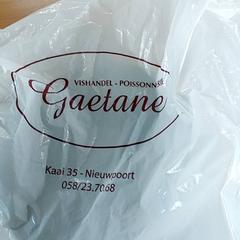 VISHANDEL - POISSONNERIE
Gaetane
Kaai 35 - Nieuwpoort
058/23.7068